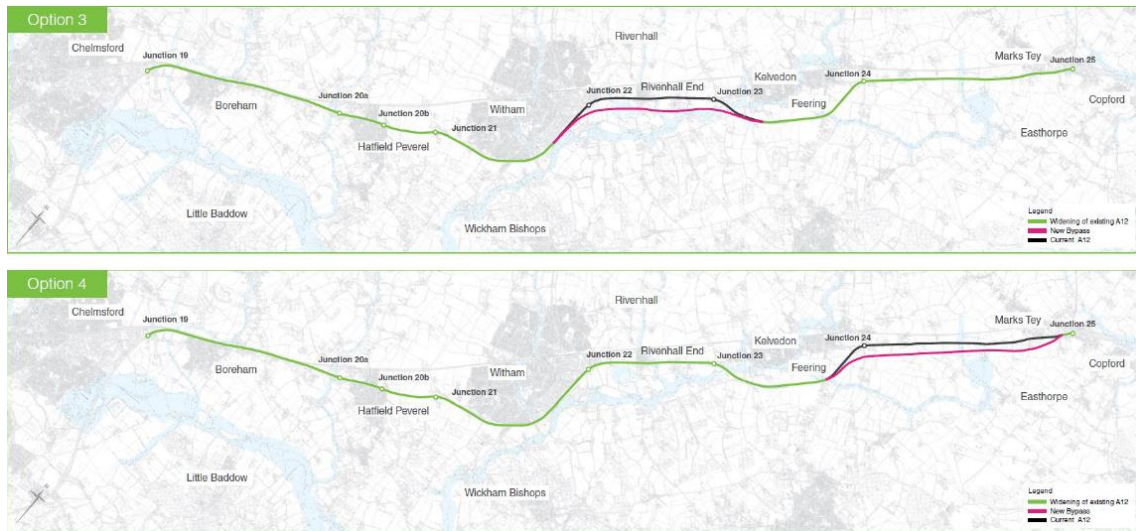 Option 3
Chelmsford
Junction 19
Boreham
Junction 20a
Junction 20b
Hatfield Peverel
Junction 21
Witham
Little Baddow
Wickham Bishops
Rivenhall
Junction 22
Rivenhall End
Junction 23
Kelvedon
Feering
Junction 24
Marks Tey
Junction 25
Copford
Easthorpe
Legend
Widening of existing A12
New Bypass
Current A12
Option 4
Chelmsford
Junction 19
Boreham
Junction 20a
Junction 20b
Hatfield Peverel
Junction 21
Witham
Little Baddow
Wickham Bishops
Rivenhall
Junction 22
Rivenhall End
Junction 23
Kelvedon
Feering
Junction 24
Marks Tey
Junction 25
Copford
Easthorpe
Legend
Widening of existing A12
New Bypass
Current A12